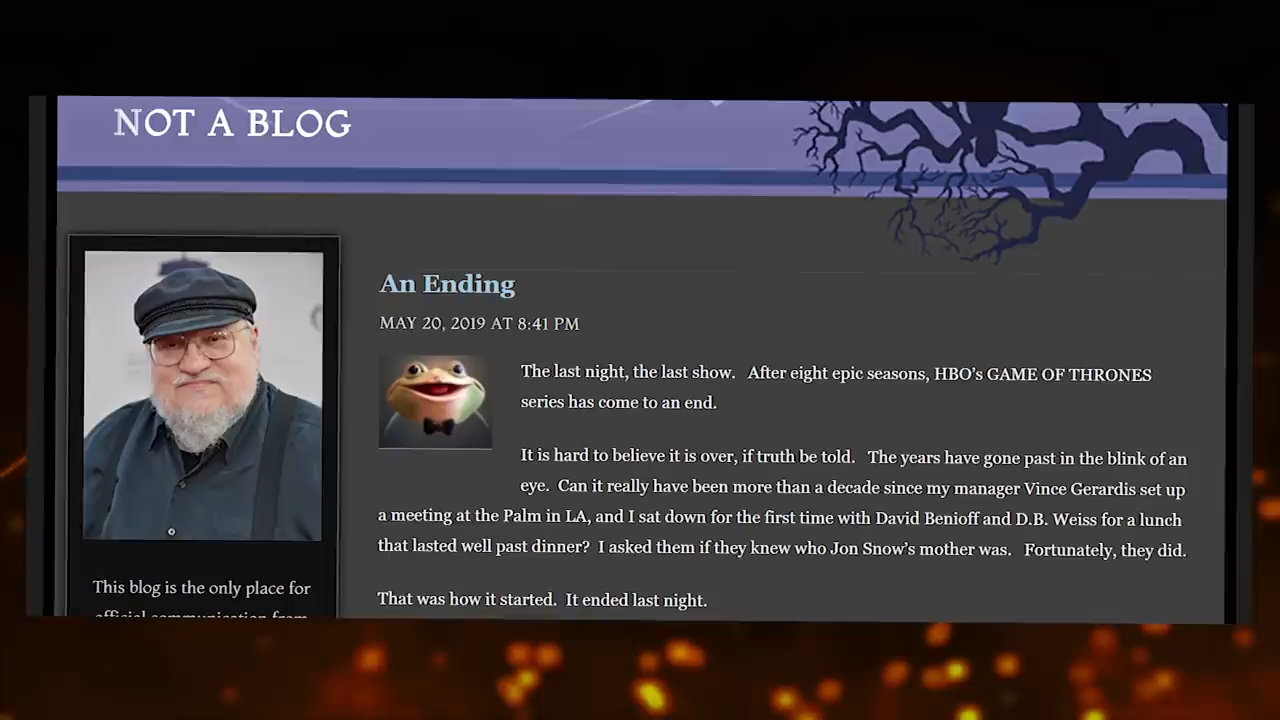 NOT A BLOG
An Ending
MAY 20, 2019 AT 8:41 PM
The last night, the last show. After eight epic seasons, HBO’s GAME OF THRONES
series has come to an end.
It is hard to believe it is over, if truth be told. The years have gone past in the blink of an
eye. Can it really have been more than a decade since my manager Vince Gerardis set up
a meeting at the Palm in LA, and I sat down for the first time with David Benioff and D.B. Weiss for a lunch
that lasted well past dinner? I asked them if they knew who Jon Snow’s mother was. Fortunately, they did.
That was how it started. It ended last night.
This blog is the only place for
official communication from